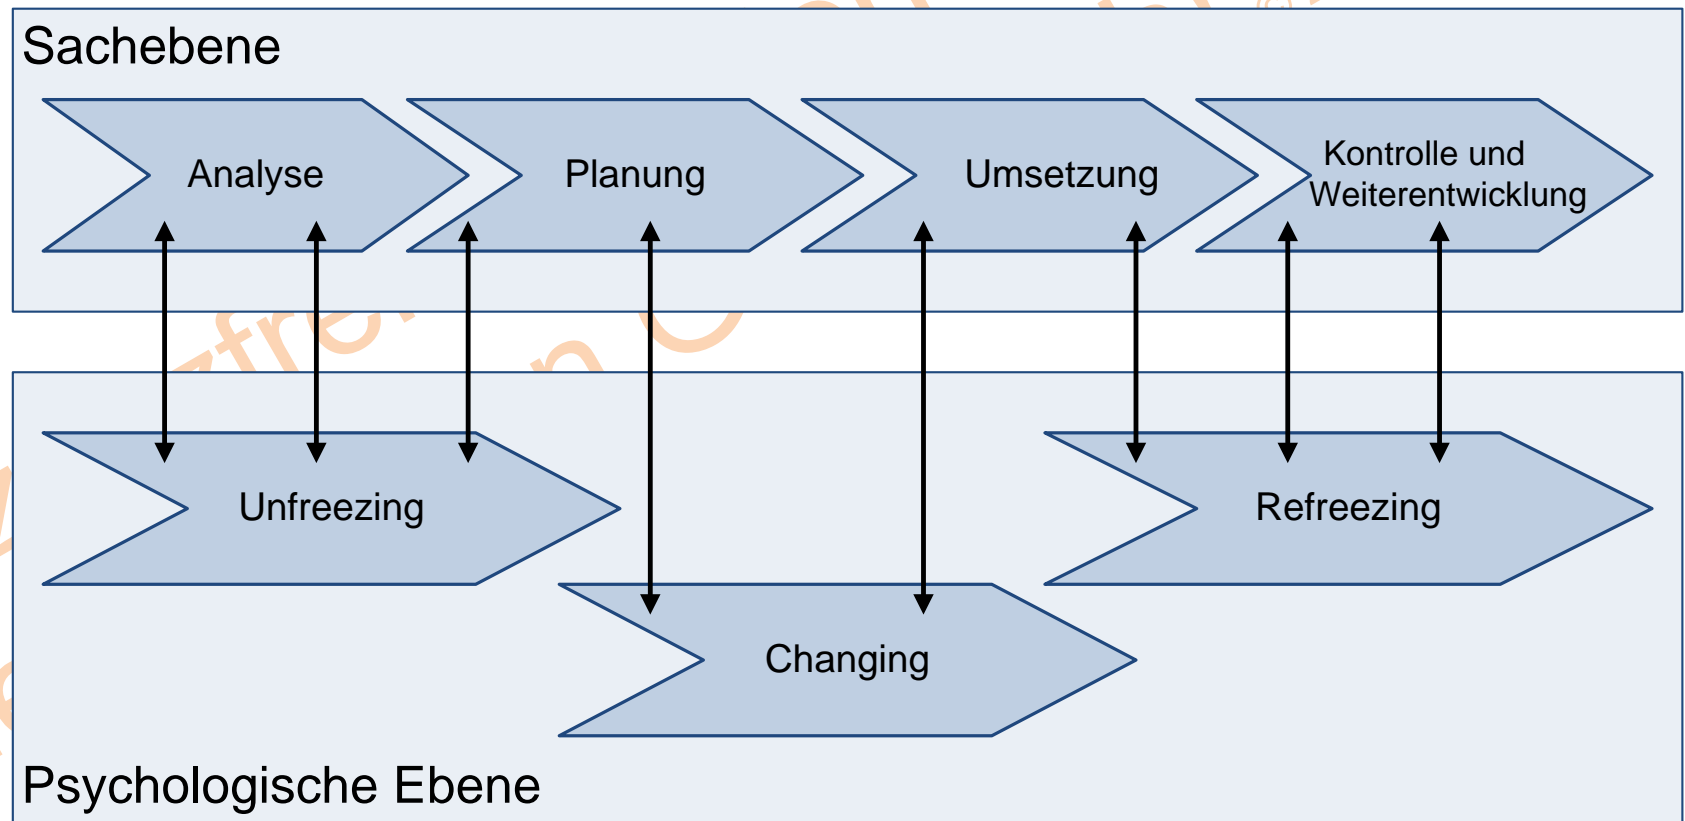 Sachebene
Analyse
Planung
Umsetzung
Kontrolle und
Weiterentwicklung
Unfreezing
Refreezing
Changing
Psychologische Ebene